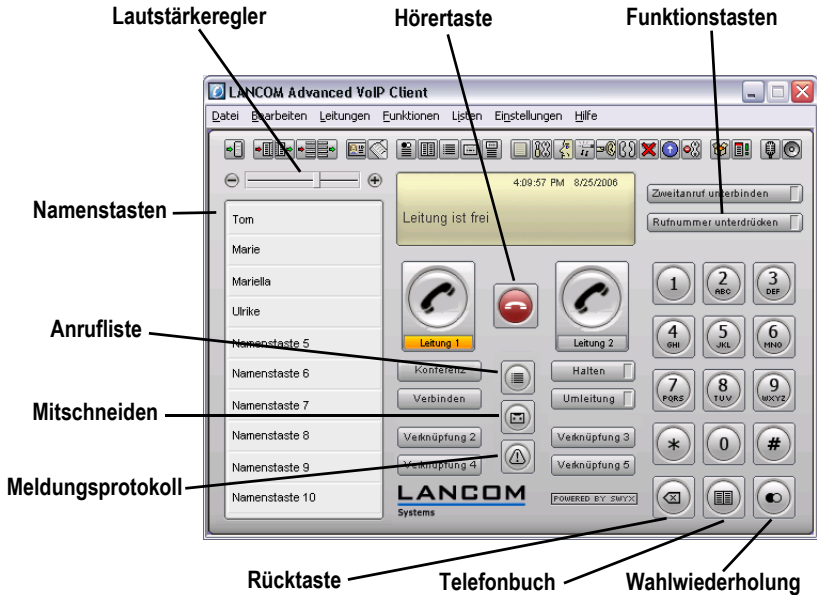 Lautstärkeregler
Hörertaste
Funktionstasten
LANCOM Advanced VoIP Client
Datei Bearbeiten Leitungen Funktionen Listen Einstellungen Hilfe
4:09:57 PM 8/25/2006
Leitung ist frei
Zweitanruf unterbinden
Rufnummer unterdrücken
Namenstasten
Tom
Marie
Mariella
Ulrike
Namenstaste 5
Namenstaste 6
Namenstaste 7
Namenstaste 8
Namenstaste 9
Namenstaste 10
Anrufliste
Mitschneiden
Meldungsprotokoll
Leitung 1
Leitung 2
Konferenz
Halten
Verbinden
Umleitung
Verknüpfung 2
Verknüpfung 3
Verknüpfung 4
Verknüpfung 5
LANCOM
Systems
POWERED BY SWYX
1
2 ABC
3 DEF
4 GHI
5 JKL
6 MNO
7 PQRS
8 TUV
9 WXYZ
*
0
#
Rücktaste
Telefonbuch
Wahlwiederholung